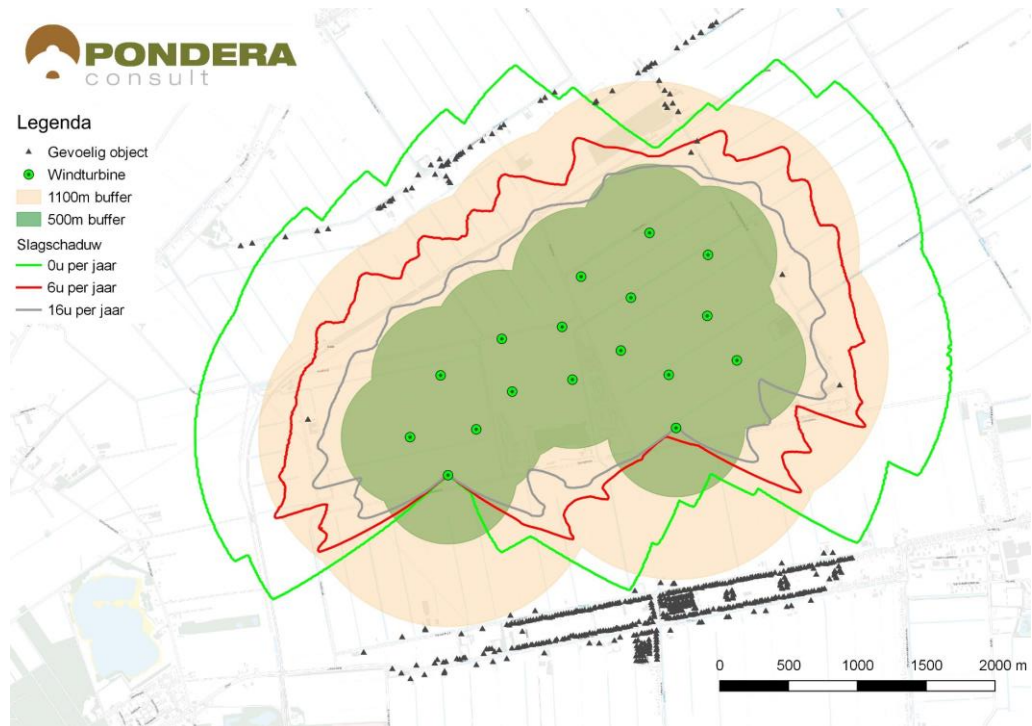 PONDERA
consult
Legenda
Gevoelig object
Windturbine
1100m buffer
500m buffer
Slagschaduw
0u per jaar
6u per jaar
16u per jaar
0 500 1000 1500 2000 m